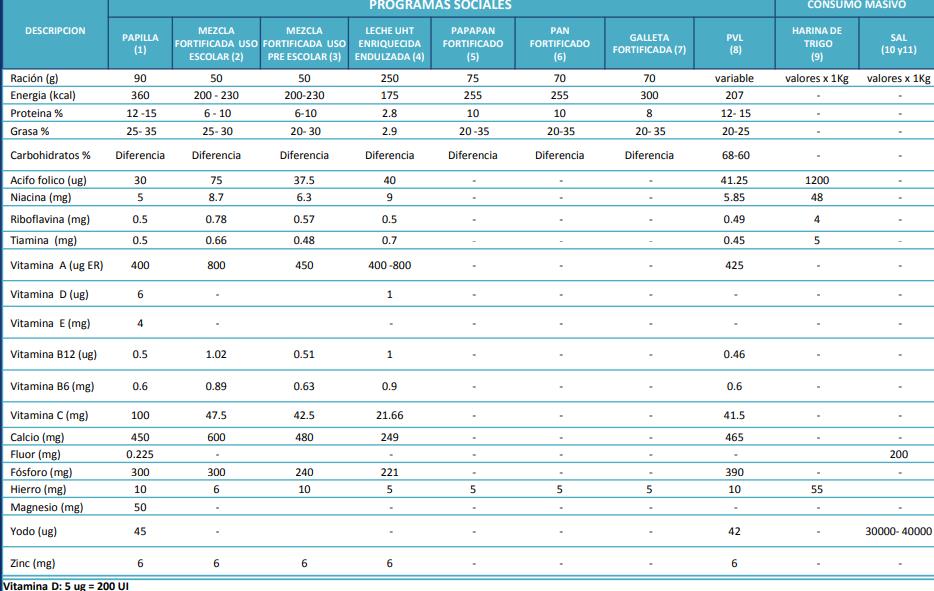 PROGRAMAS SOCIALES CONSUMO MASIVO
DESCRIPCION PAPILLA (1) MEZCLA FORTIFICADA USO ESCOLAR (2) MEZCLA FORTIFICADA USO PRE ESCOLAR (3) LECHE UHT ENRIQUECIDA ENDULZADA (4) PAPAPAN FORTIFICADO (5) PAN FORTIFICADO (6) GALLETA FORTIFICADA (7) PVL (8) HARINA DE TRIGO (9) SAL (10 y11)
Ración (g) 90 50 50 250 75 70 70 variable valores x 1Kg valores x 1Kg
Energia (kcal) 360 200 - 230 200-230 175 255 255 300 207 - -
Proteina % 12 -15 6 - 10 6-10 2.8 10 10 8 12- 15 - -
Grasa % 25- 35 25- 30 20- 30 2.9 20 -35 20-35 20- 35 20-25 - -
Carbohidratos % Diferencia Diferencia Diferencia Diferencia Diferencia Diferencia Diferencia 68-60 - -
Acifo folico (ug) 30 75 37.5 40 - - - 41.25 1200 -
Niacina (mg) 5 8.7 6.3 9 - - - 5.85 48 -
Riboflavina (mg) 0.5 0.78 0.57 0.5 - - - 0.49 4 -
Tiamina (mg) 0.5 0.66 0.48 0.7 - - - 0.45 5 -
Vitamina A (ug ER) 400 800 450 400 -800 - - - 425 - -
Vitamina D (ug) 6 - 1 - - - - - -
Vitamina E (mg) 4 - - - - - - - -
Vitamina B12 (ug) 0.5 1.02 0.51 1 - - - 0.46 - -
Vitamina B6 (mg) 0.6 0.89 0.63 0.9 - - - 0.6 - -
Vitamina C (mg) 100 47.5 42.5 21.66 - - - 41.5 - -
Calcio (mg) 450 600 480 249 - - - 465 - -
Fluor (mg) 0.225 - - - - - - - 200
Fósforo (mg) 300 300 240 221 - - - 390 - -
Hierro (mg) 10 6 10 5 5 5 5 10 55
Magnesio (mg) 50 - - - - - - - -
Yodo (ug) 45 - - - - 42 - 30000- 40000
Zinc (mg) 6 6 6 6 - - - 6 - -
Vitamina D: 5 ug = 200 UI